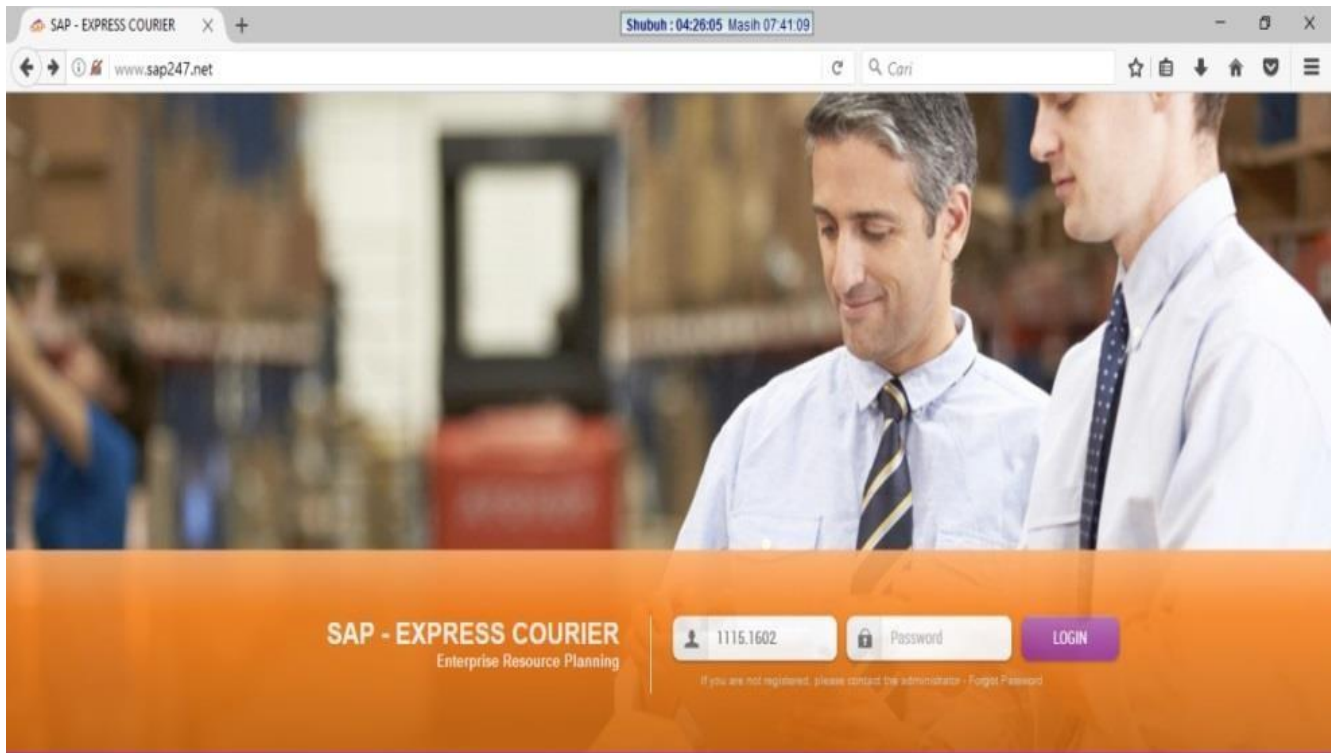 SAP - EXPRESS COURIER
Shubuh : 04:26:05 Masih 07:41:09
www.sap247.net
Cari
SAP - EXPRESS COURIER
Enterprise Resource Planning
1115.1602
Password
LOGIN
If you are not registered, please contact the administrator - Forgot Password